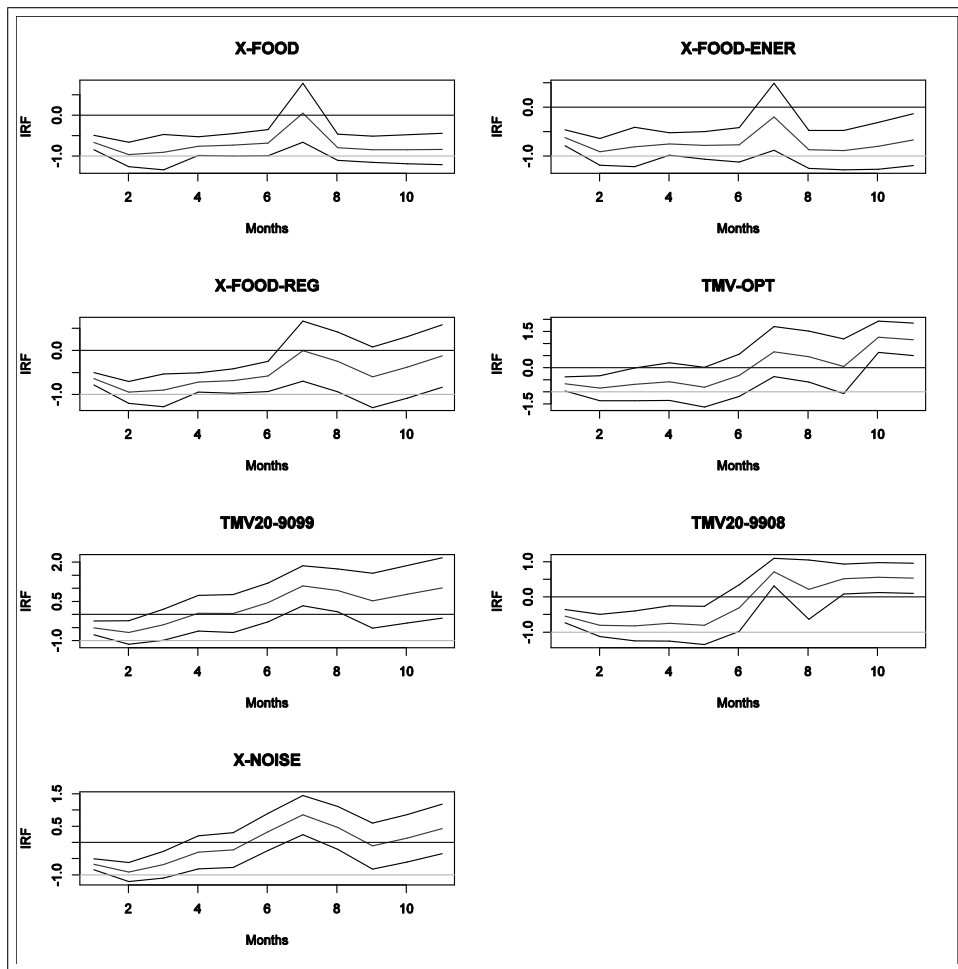 X-FOOD
IRF
0.0
-1.0
2 4 6 8 10
Months
X-FOOD-ENER
IRF
0.0
-1.0
2 4 6 8 10
Months
X-FOOD-REG
IRF
0.0
-1.0
2 4 6 8 10
Months
TMV-OPT
IRF
1.5
0.0
-1.5
2 4 6 8 10
Months
TMV20-9099
IRF
2.0
0.5
-1.0
2 4 6 8 10
Months
TMV20-9908
IRF
1.0
0.0
-1.0
2 4 6 8 10
Months
X-NOISE
IRF
1.5
0.5
-1.0
2 4 6 8 10
Months